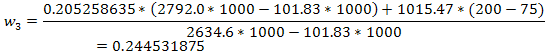 w₃ = 0.205258635 * (2792.0 * 1000 − 101.83 * 1000) + 1015.47 * (200 − 75)
2634.6 * 1000 − 101.83 * 1000
= 0.244531875